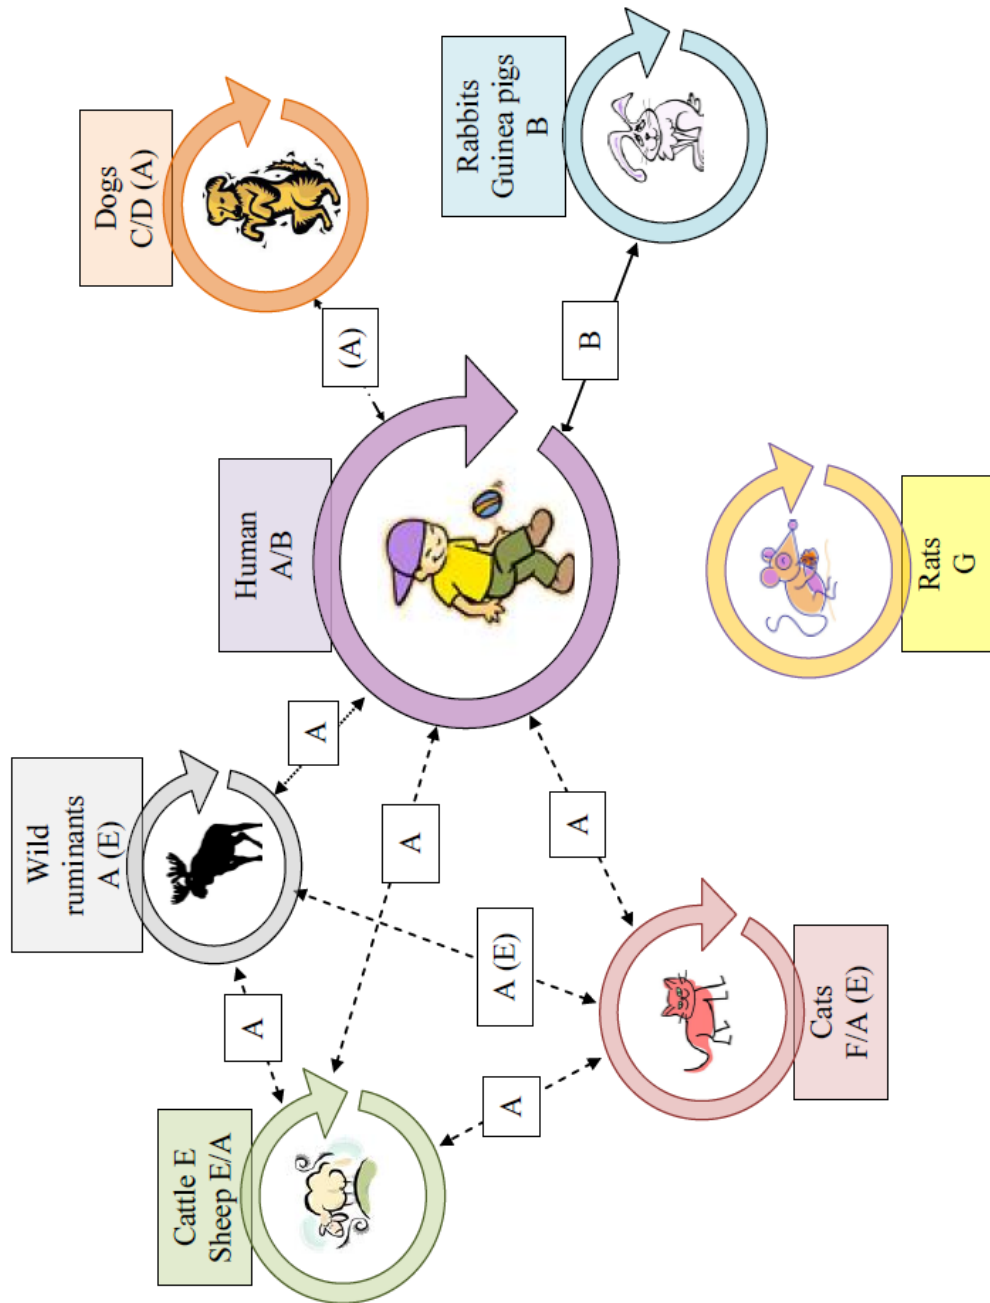 Wild
ruminants
A (E)
Dogs
C/D (A)
Cattle E
Sheep E/A
Human
A/B
A
A
(A)
A
Rabbits
Guinea pigs
B
A
A (E)
A
B
Cats
F/A (E)
Rats
G